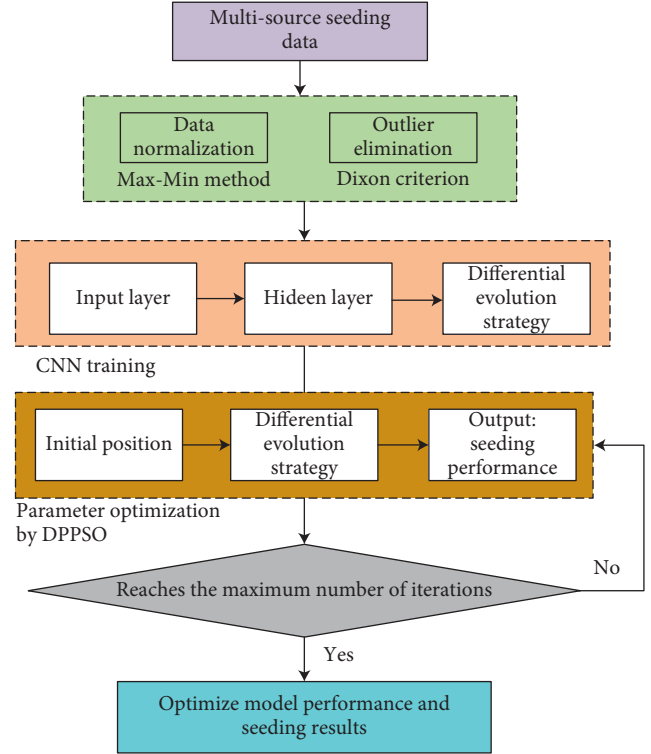 Multi-source seeding
data
Data
normalization
Max-Min method
Outlier
elimination
Dixon criterion
Input layer
Hideen layer
Differential
evolution
strategy
CNN training
Initial position
Differential
evolution
strategy
Output:
seeding
performance
Parameter optimization
by DPPSO
Reaches the maximum number of iterations
No
Yes
Optimize model performance and
seeding results